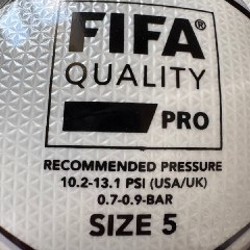 FIFA®
QUALITY
PRO
RECOMMENDED PRESSURE
10.2-13.1 PSI (USA/UK)
0.7-0.9-BAR
SIZE 5